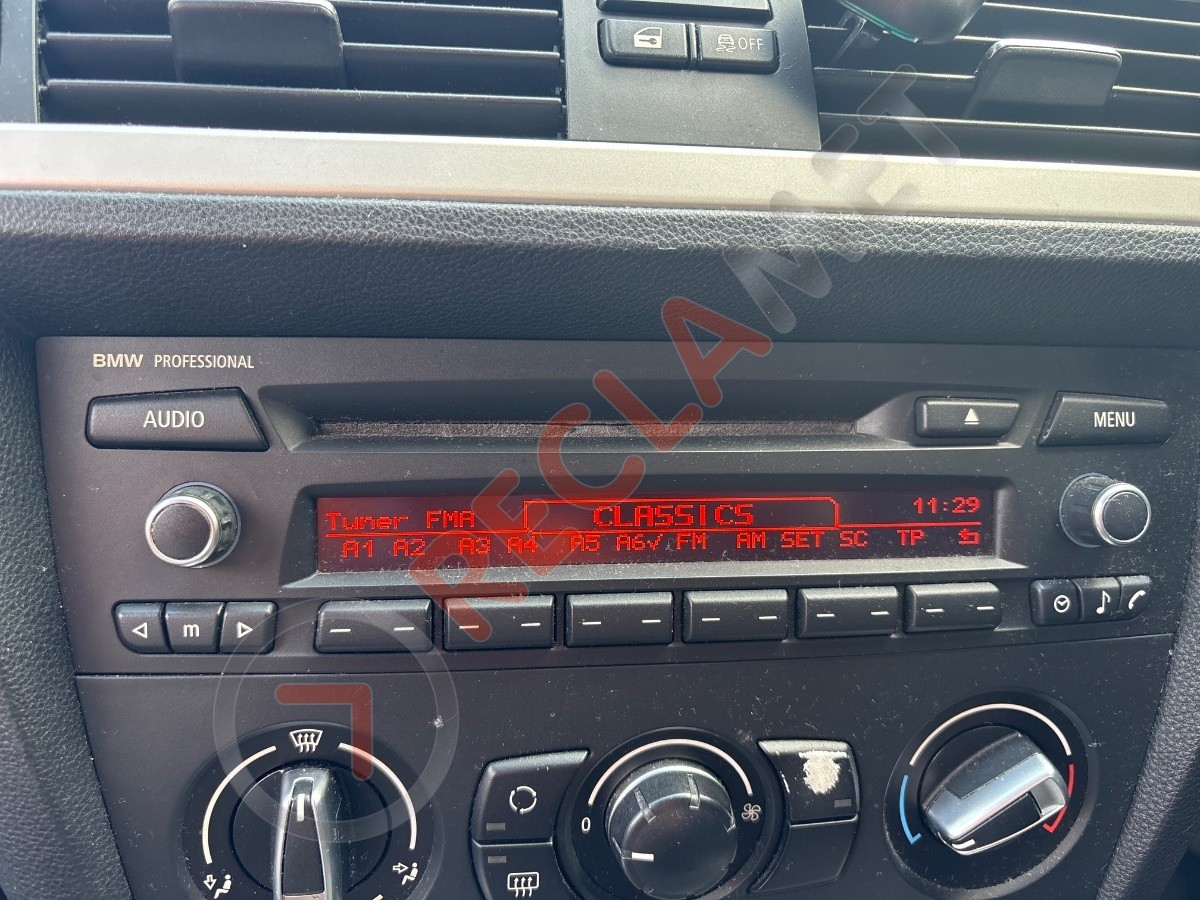 OFF
RECLAMET
BMW PROFESSIONAL
AUDIO
MENU
Tuner FMA
CLASSICS
11:29
A1 A2 A3 A4 A5 A6√ FM AM SET SC TP
m
0